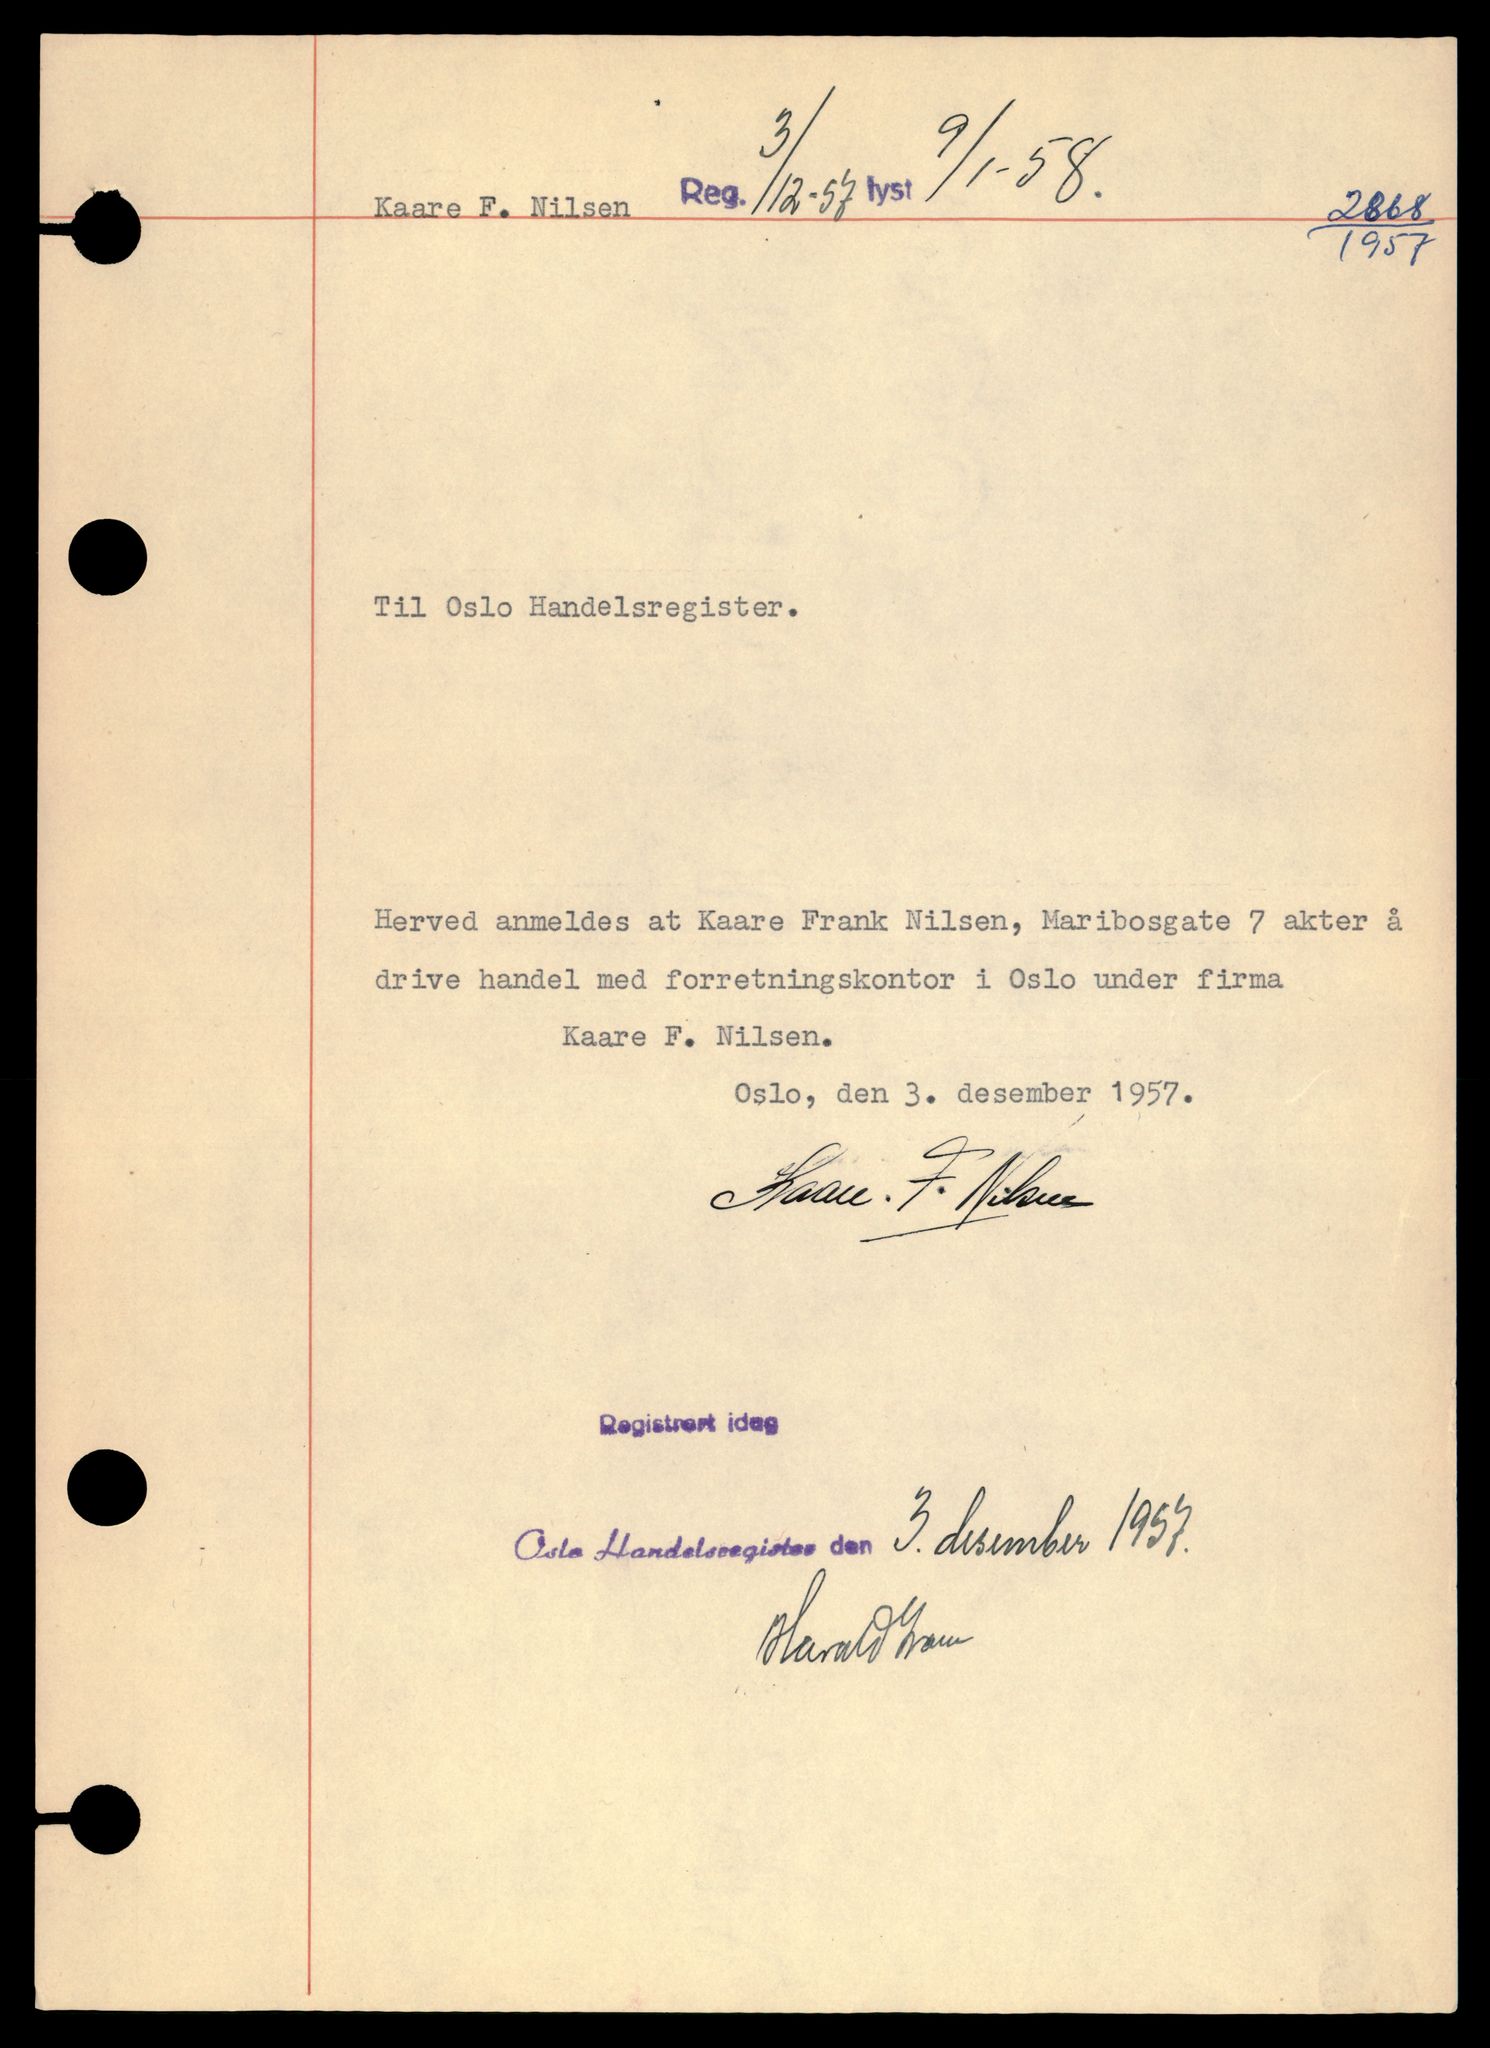 Kaare F. Nilsen Reg. 3/12-57 lyst 9/1-58.
2868
1957
Til Oslo Handelsregister.
Herved anmeldes at Kaare Frank Nilsen, Maribosgate 7 akter å
drive handel med forretningskontor i Oslo under firma
Kaare F. Nilsen.
Oslo, den 3. desember 1957.
Kaare. F. Nilsen
Registrert idag
Oslo Handelsregister den 3. desember 1957.
Harald Gram